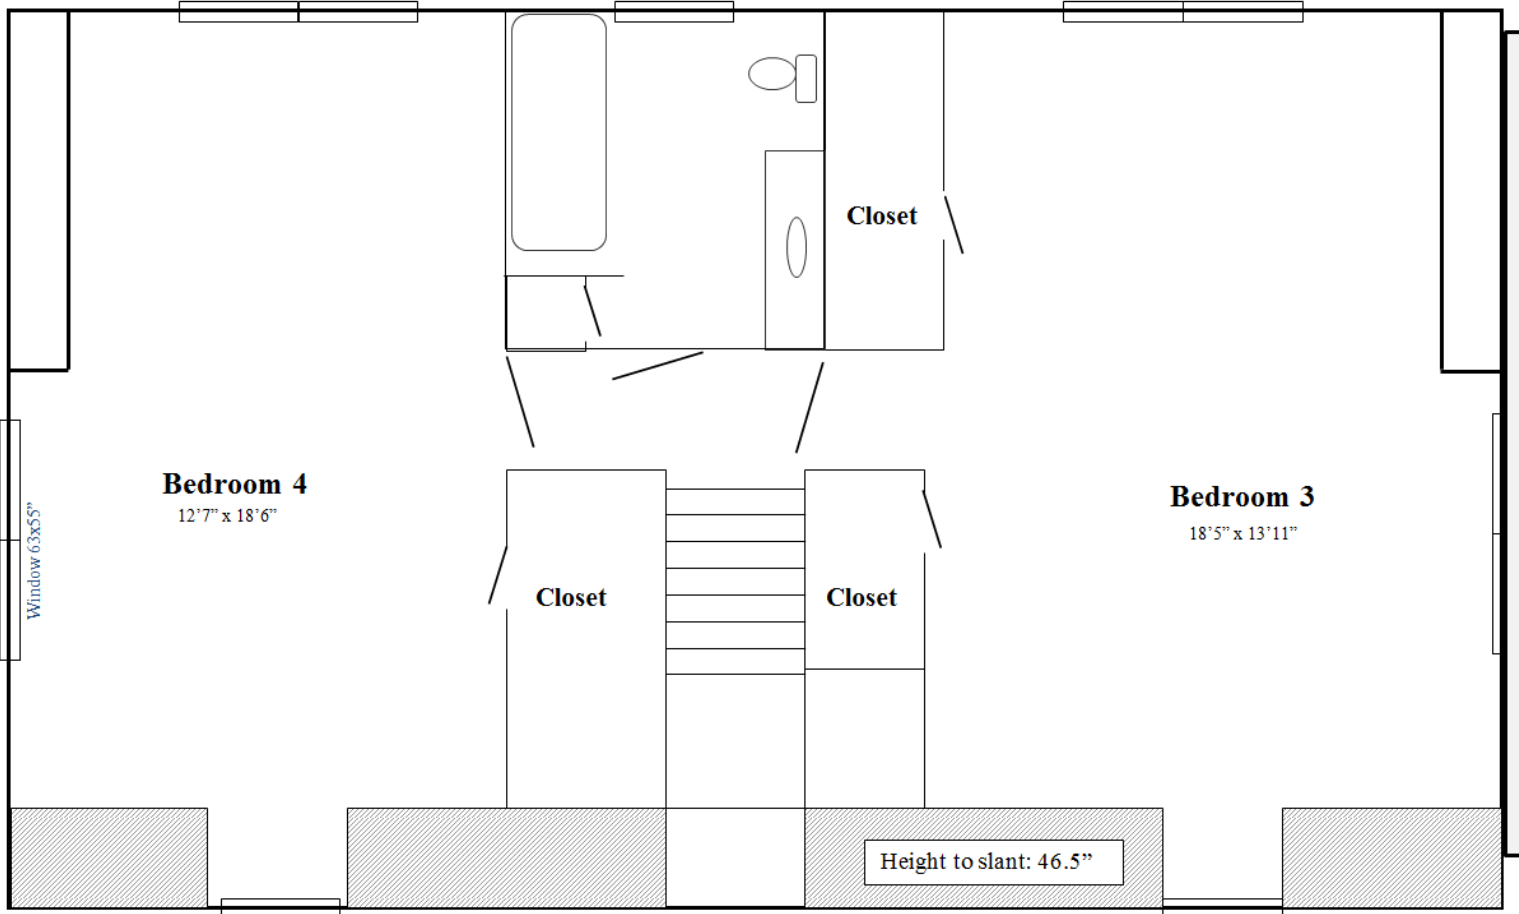 Closet
Bedroom 4
12’7” x 18’6”
Bedroom 3
18’5” x 13’11”
Window 63x55”
Closet
Closet
Height to slant: 46.5”